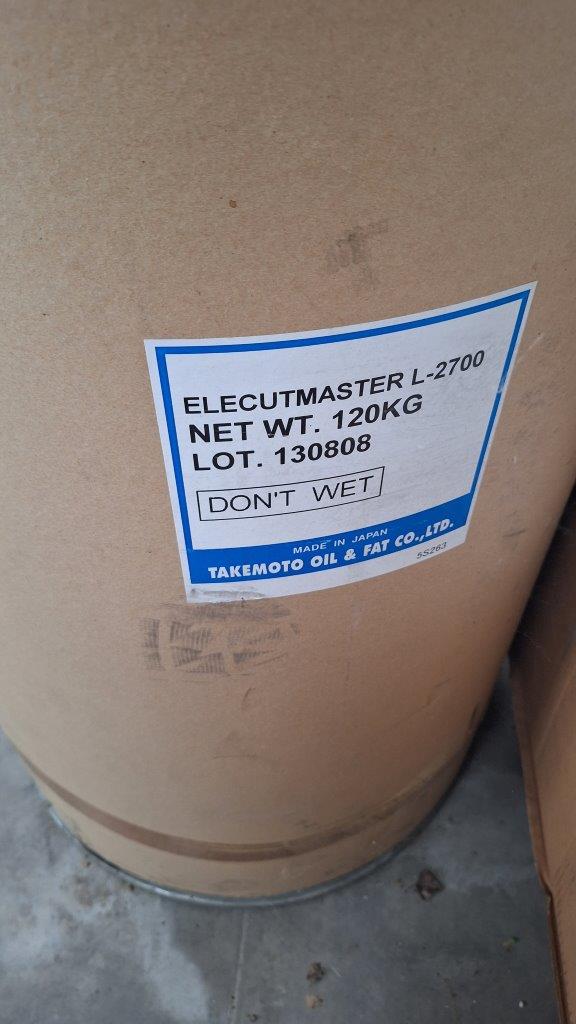 ELECUTMASTER L-2700
NET WT. 120KG
LOT. 130808
DON'T WET
MADE IN JAPAN
TAKEMOTO OIL & FAT CO.,LTD.
5S263